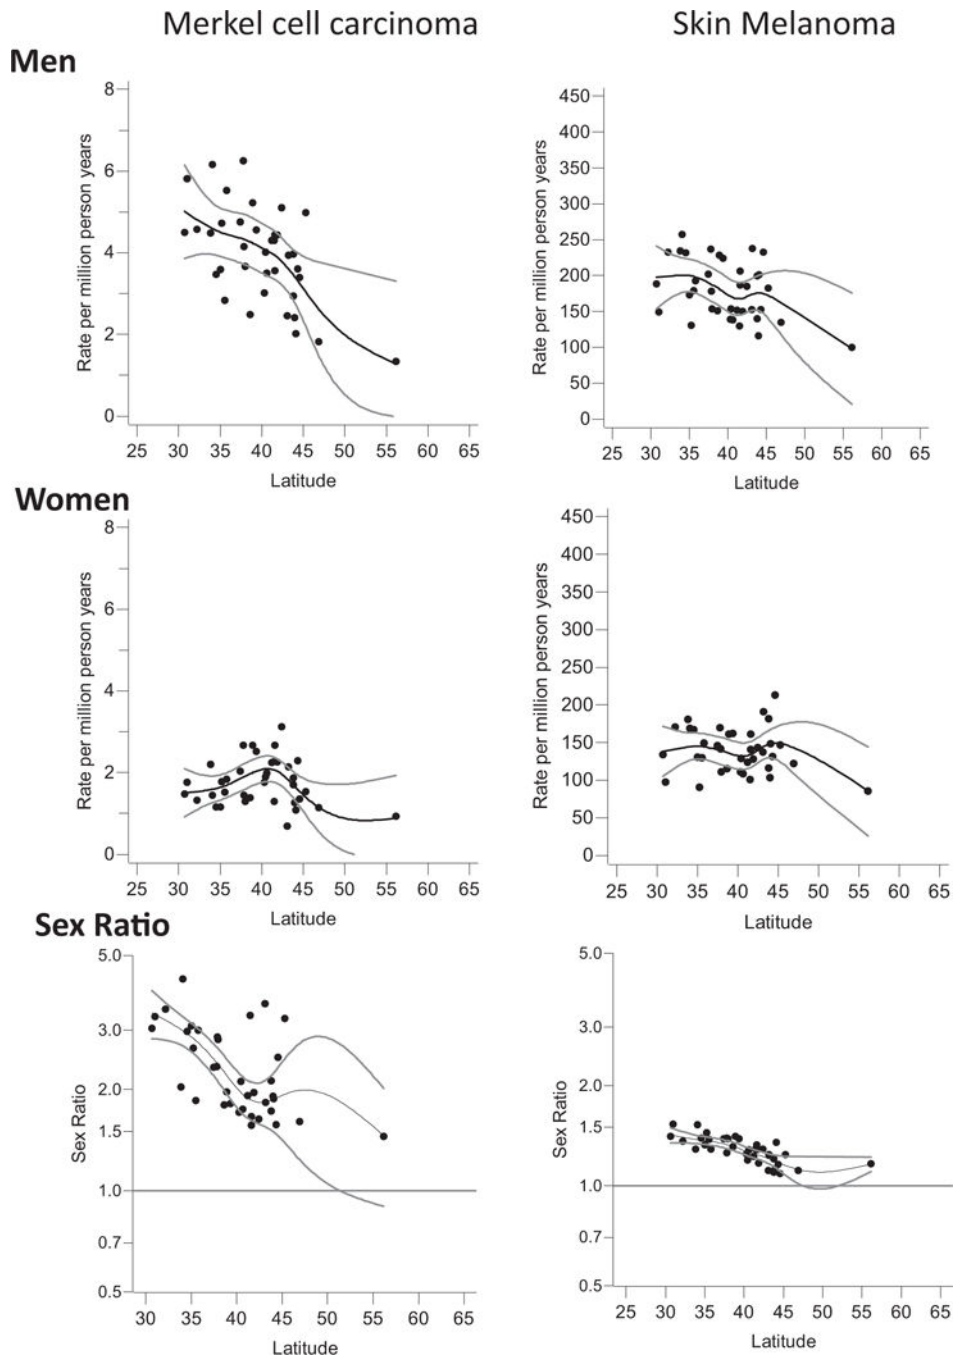 Merkel cell carcinoma
Skin Melanoma
Men
Rate per million person years
8
6
4
2
0
25 30 35 40 45 50 55 60 65
Latitude
Rate per million person years
450
400
350
300
250
200
150
100
50
0
30 35 40 45 50 55 60 65
Latitude
Women
Rate per million person years
8
6
4
2
0
25 30 35 40 45 50 55 60 65
Latitude
Rate per million person years
450
400
350
300
250
200
150
100
50
0
25 30 35 40 45 50 55 60 65
Latitude
Sex Ratio
Sex Ratio
5.0
3.0
2.0
1.5
1.0
0.7
0.5
30 35 40 45 50 55 60 65
Latitude
Sex Ratio
5.0
3.0
2.0
1.5
1.0
0.7
0.5
25 30 35 40 45 50 55 60 65
Latitude